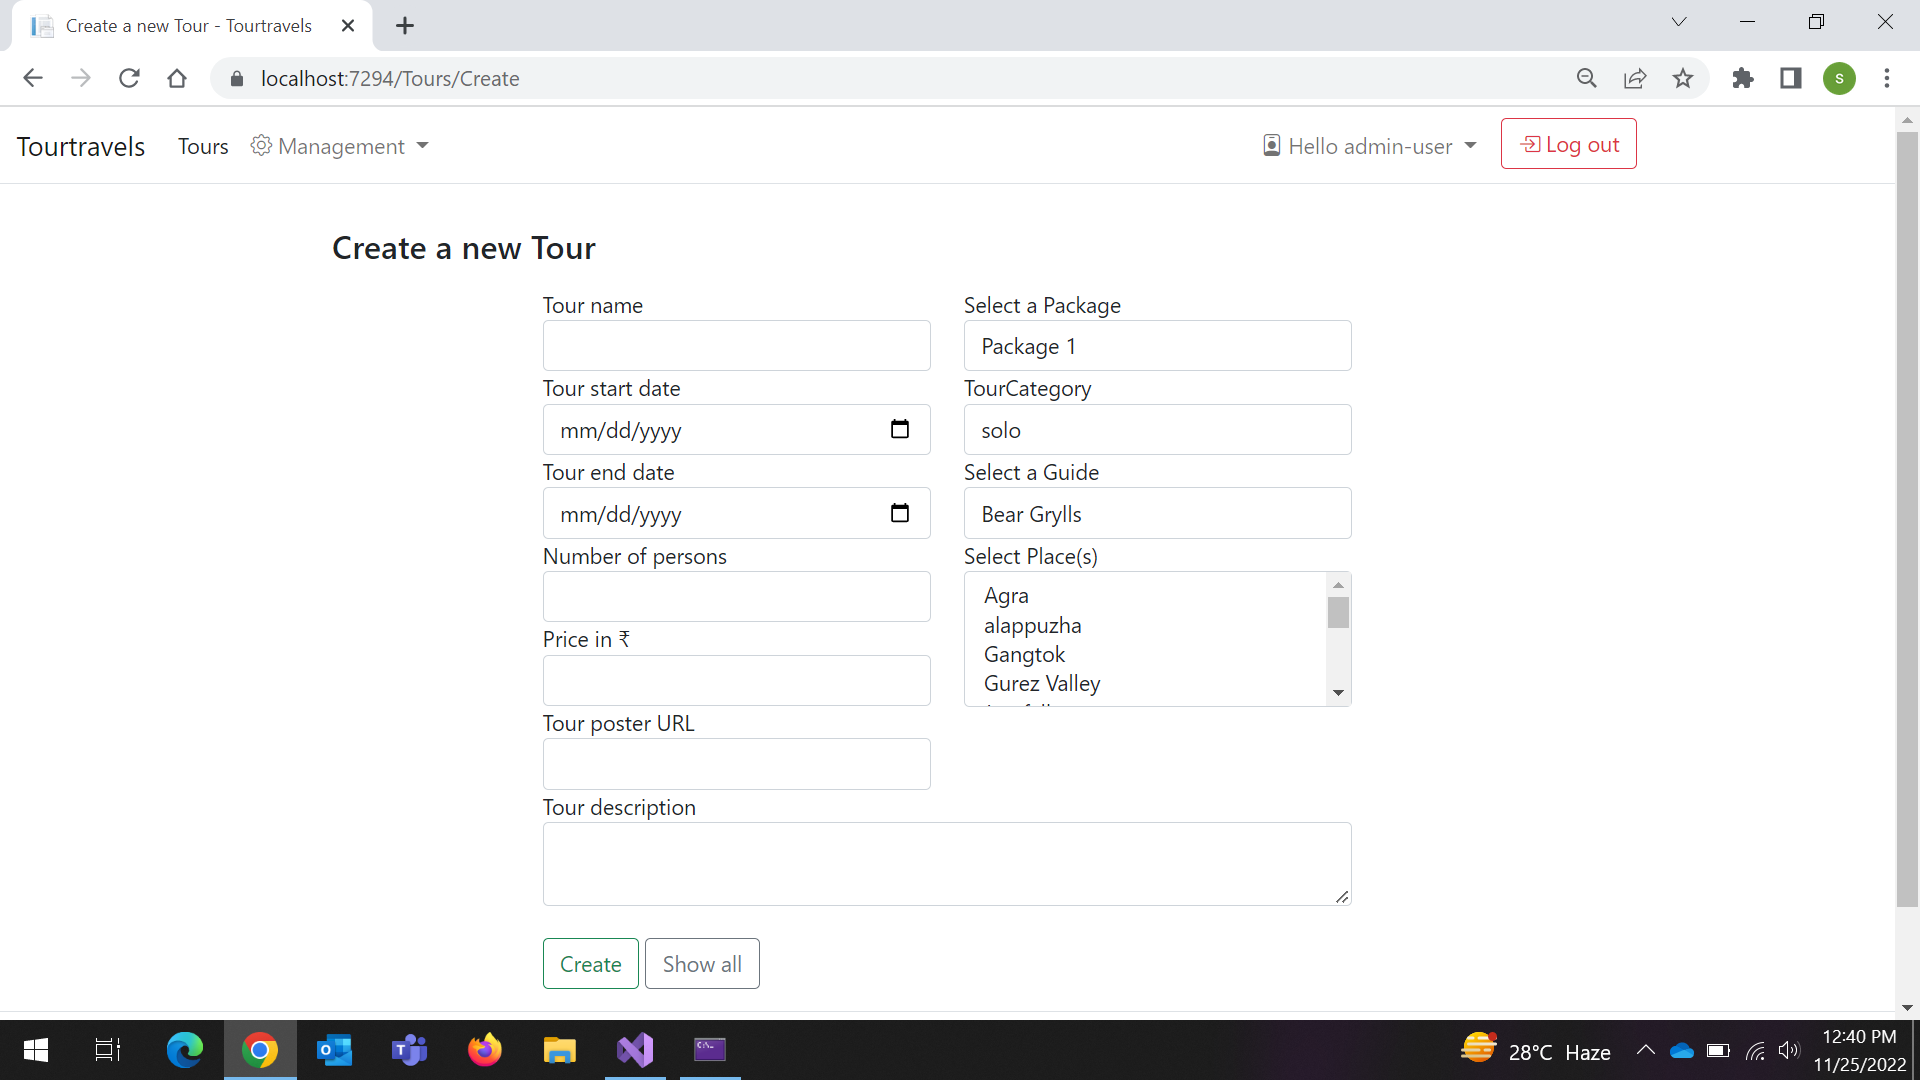 Create a new Tour - Tourtravels
localhost:7294/Tours/Create
S
Tourtravels Tours Management Hello admin-user Log out
Create a new Tour
Tour name
Select a Package
Package 1
Tour start date
TourCategory
mm/dd/yyyy
solo
Tour end date
Select a Guide
mm/dd/yyyy
Bear Grylls
Number of persons
Select Place(s)
Agra
alappuzha
Gangtok
Gurez Valley
Price in ₹
Tour poster URL
Tour description
Create Show all
28°C Haze
12:40 PM
11/25/2022